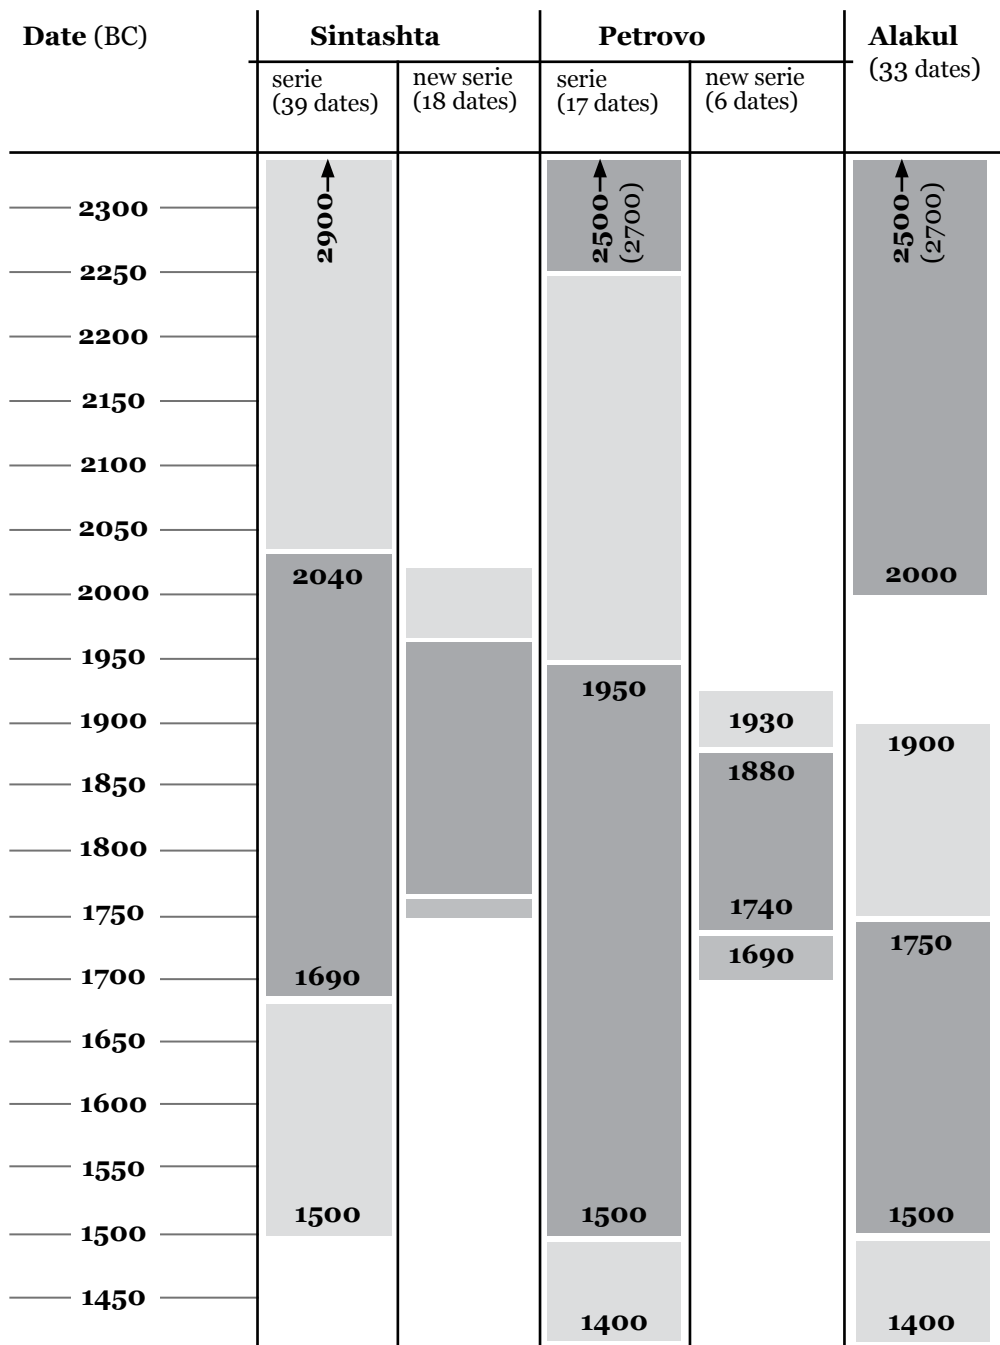 Date (BC)
Sintashta
Petrovo
Alakul
(33 dates)
serie
(39 dates)
new serie
(18 dates)
serie
(17 dates)
new serie
(6 dates)
2900
2500
(2700)
2500
(2700)
2300
2250
2200
2150
2100
2050
2040
2000
2000
1950
1950
1930
1900
1900
1880
1850
1800
1750
1740
1750
1690
1700
1690
1650
1600
1550
1500
1500
1500
1500
1450
1400
1400